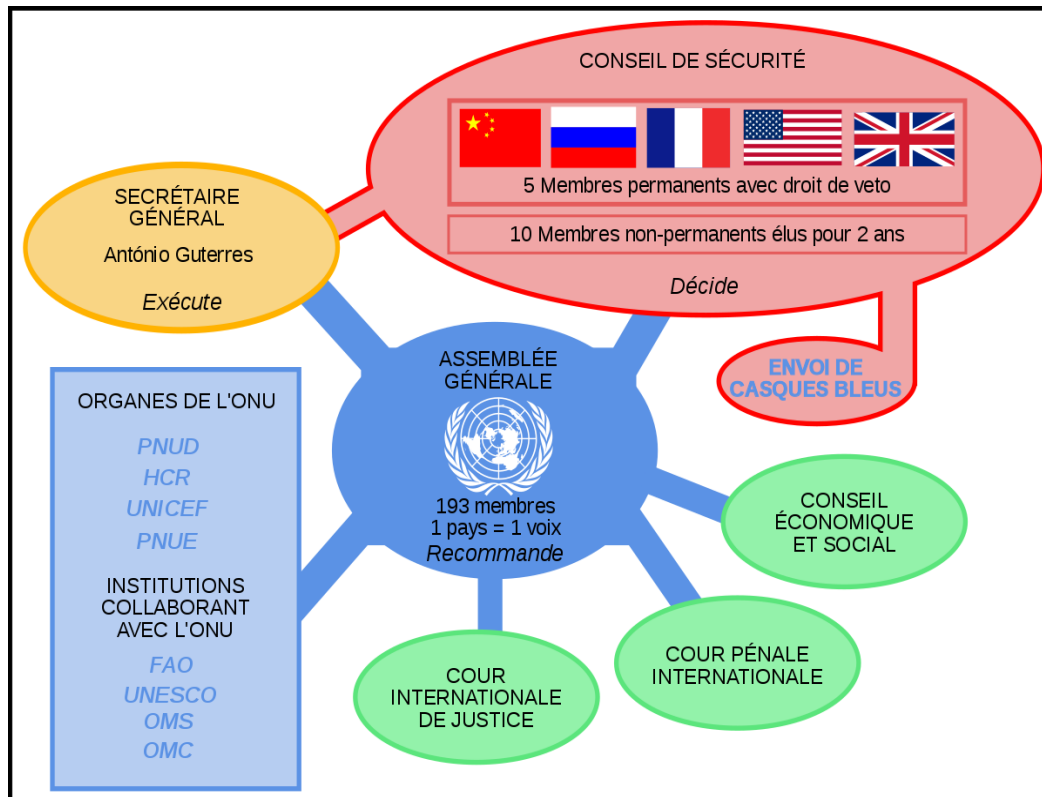 CONSEIL DE SÉCURITÉ
5 Membres permanents avec droit de veto
10 Membres non-permanents élus pour 2 ans
Décide
SECRÉTAIRE
GÉNÉRAL
António Guterres
Exécute
ENVOI DE
CASQUES BLEUS
ASSEMBLÉE
GÉNÉRALE
193 membres
1 pays = 1 voix
Recommande
ORGANES DE L'ONU
PNUD
HCR
UNICEF
PNUE
INSTITUTIONS
COLLABORANT
AVEC L'ONU
FAO
UNESCO
OMS
OMC
CONSEIL
ÉCONOMIQUE
ET SOCIAL
COUR PÉNALE
INTERNATIONALE
COUR
INTERNATIONALE
DE JUSTICE